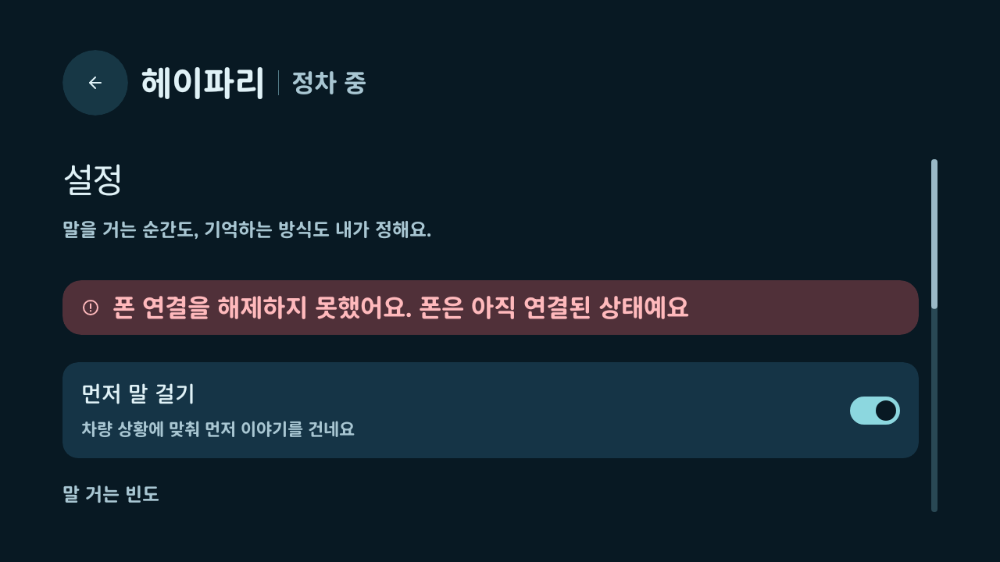 헤이파리
정차 중
설정
말을 거는 순간도, 기억하는 방식도 내가 정해요.
폰 연결을 해제하지 못했어요. 폰은 아직 연결된 상태예요
먼저 말 걸기
차량 상황에 맞춰 먼저 이야기를 건네요
말 거는 빈도